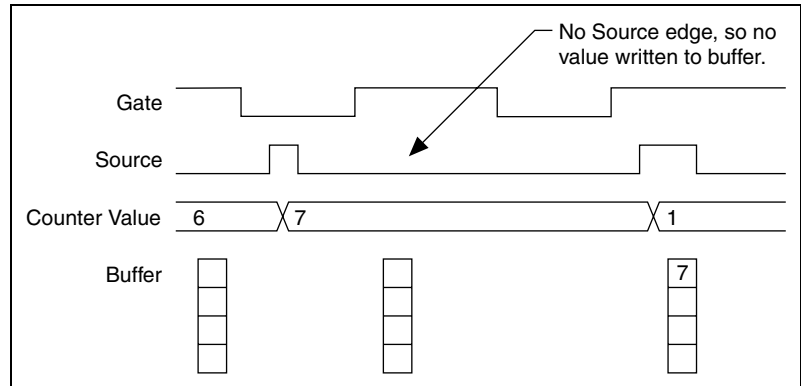 No Source edge, so no
value written to buffer.
Gate
Source
Counter Value 6 7 1
Buffer 7